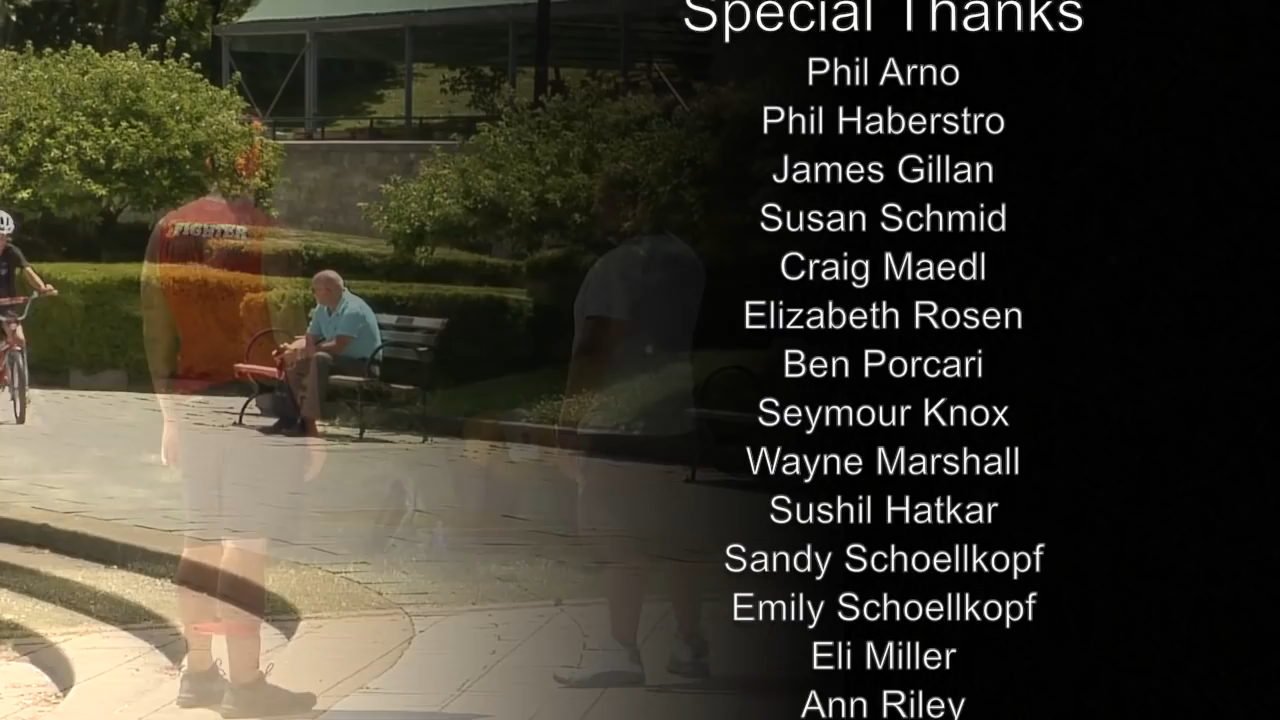 Special Thanks
Phil Arno
Phil Haberstro
James Gillan
Susan Schmid
Craig Maedl
Elizabeth Rosen
Ben Porcari
Seymour Knox
Wayne Marshall
Sushil Hatkar
Sandy Schoellkopf
Emily Schoellkopf
Eli Miller
Ann Riley
FIGHTER